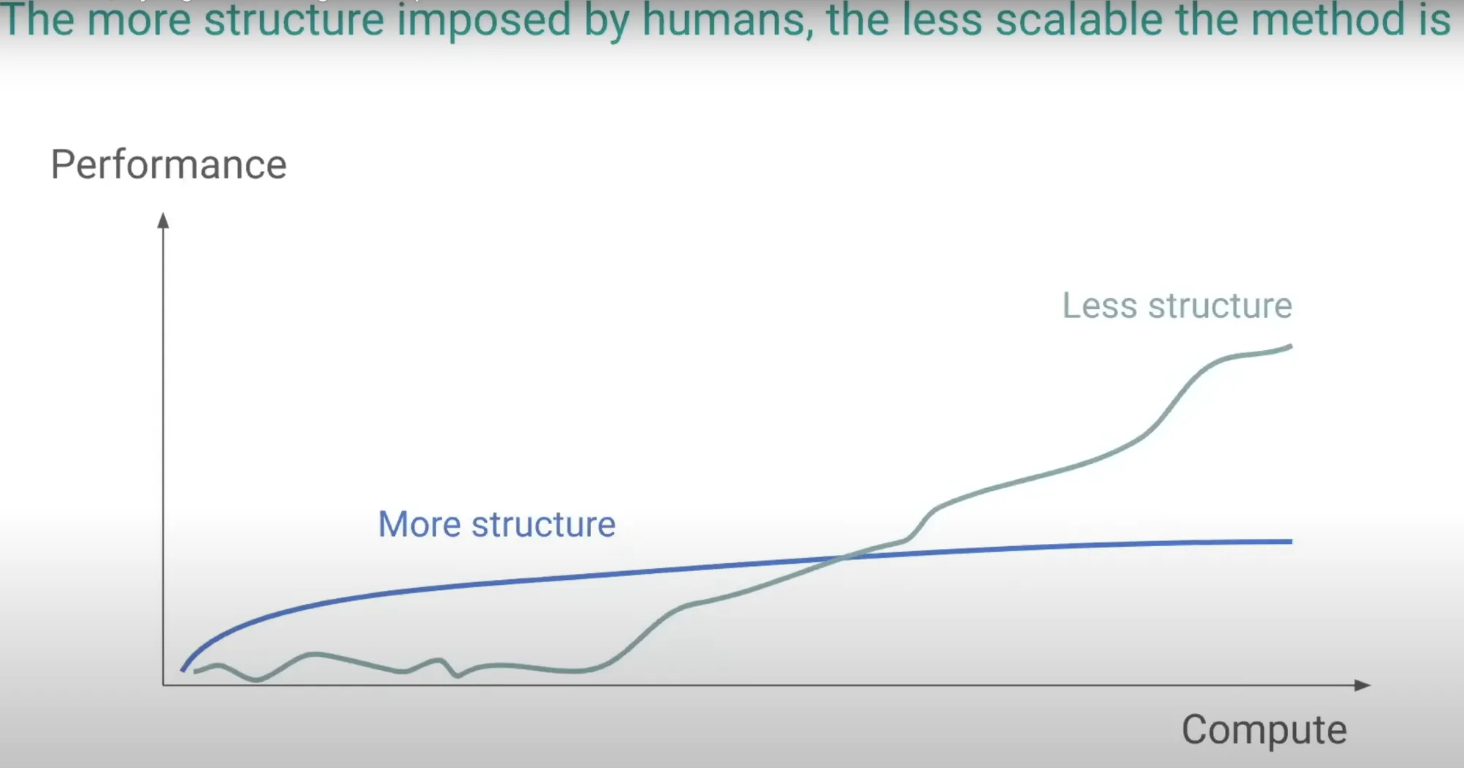 The more structure imposed by humans, the less scalable the method is
Performance
Less structure
More structure
Compute